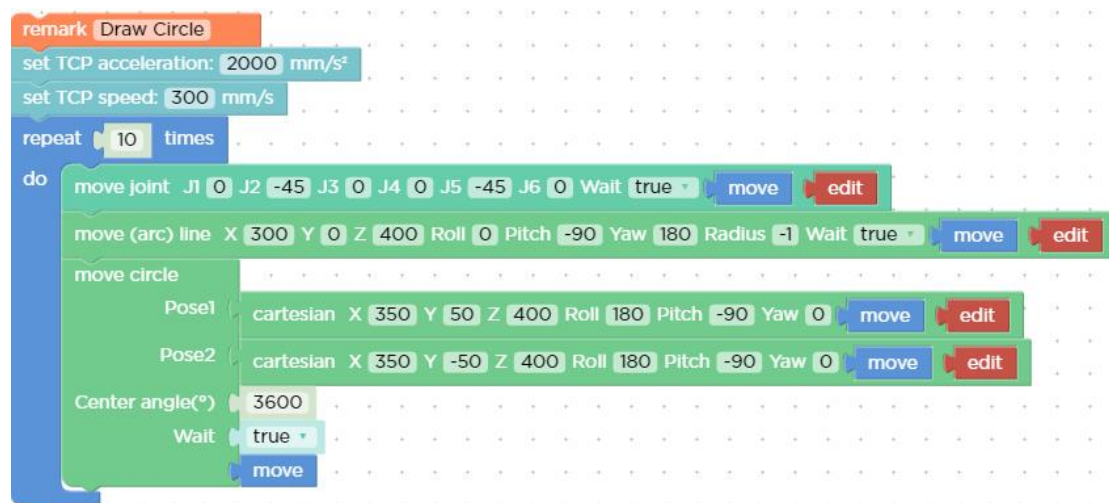 remark Draw Circle
set TCP acceleration: 2000 mm/s²
set TCP speed: 300 mm/s
repeat 10 times
do
move joint J1 0 J2 -45 J3 0 J4 0 J5 -45 J6 0 Wait true move edit
move (arc) line X 300 Y 0 Z 400 Roll 0 Pitch -90 Yaw 180 Radius -1 Wait true move edit
move circle
Pose1 cartesian X 350 Y 50 Z 400 Roll 180 Pitch -90 Yaw 0 move edit
Pose2 cartesian X 350 Y -50 Z 400 Roll 180 Pitch -90 Yaw 0 move edit
Center angle(°) 3600
Wait true
move